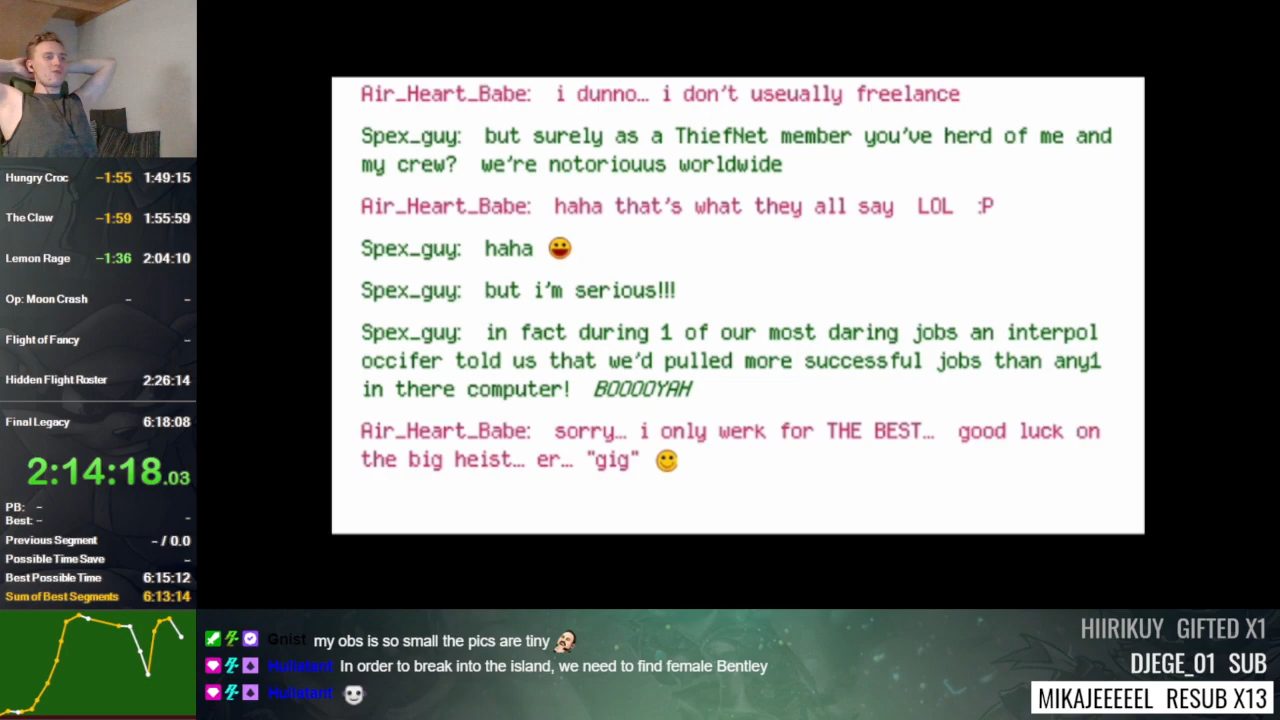 Air_Heart_Babe: i dunno... i don't useually freelance
Spex_guy: but surely as a ThiefNet member you've herd of me and
my crew? we're notoriouus worldwide
Air_Heart_Babe: haha that's what they all say LOL :P
Spex_guy: haha
Spex_guy: but i'm serious!!!
Spex_guy: in fact during 1 of our most daring jobs an interpol
occifer told us that we'd pulled more successful jobs than any1
in there computer! BOOOOYAH
Air_Heart_Babe: sorry... i only werk for THE BEST... good luck on
the big heist... er... "gig"
Hungry Croc -1:55 1:49:15
The Claw -1:59 1:55:59
Lemon Rage -1:36 2:04:10
Op: Moon Crash - -
Flight of Fancy -
Hidden Flight Roster 2:26:14
Final Legacy 6:18:08
2:14:18.03
PB: -
Best: - -
Previous Segment - / 0.0
Possible Time Save -
Best Possible Time 6:15:12
Sum of Best Segments 6:13:14
Gnist my obs is so small the pics are tiny
Hullatant In order to break into the island, we need to find female Bentley
Hullatant
HIIRIKUY GIFTED X1
DJEGE_01 SUB
MIKAJEEEEEL RESUB X13